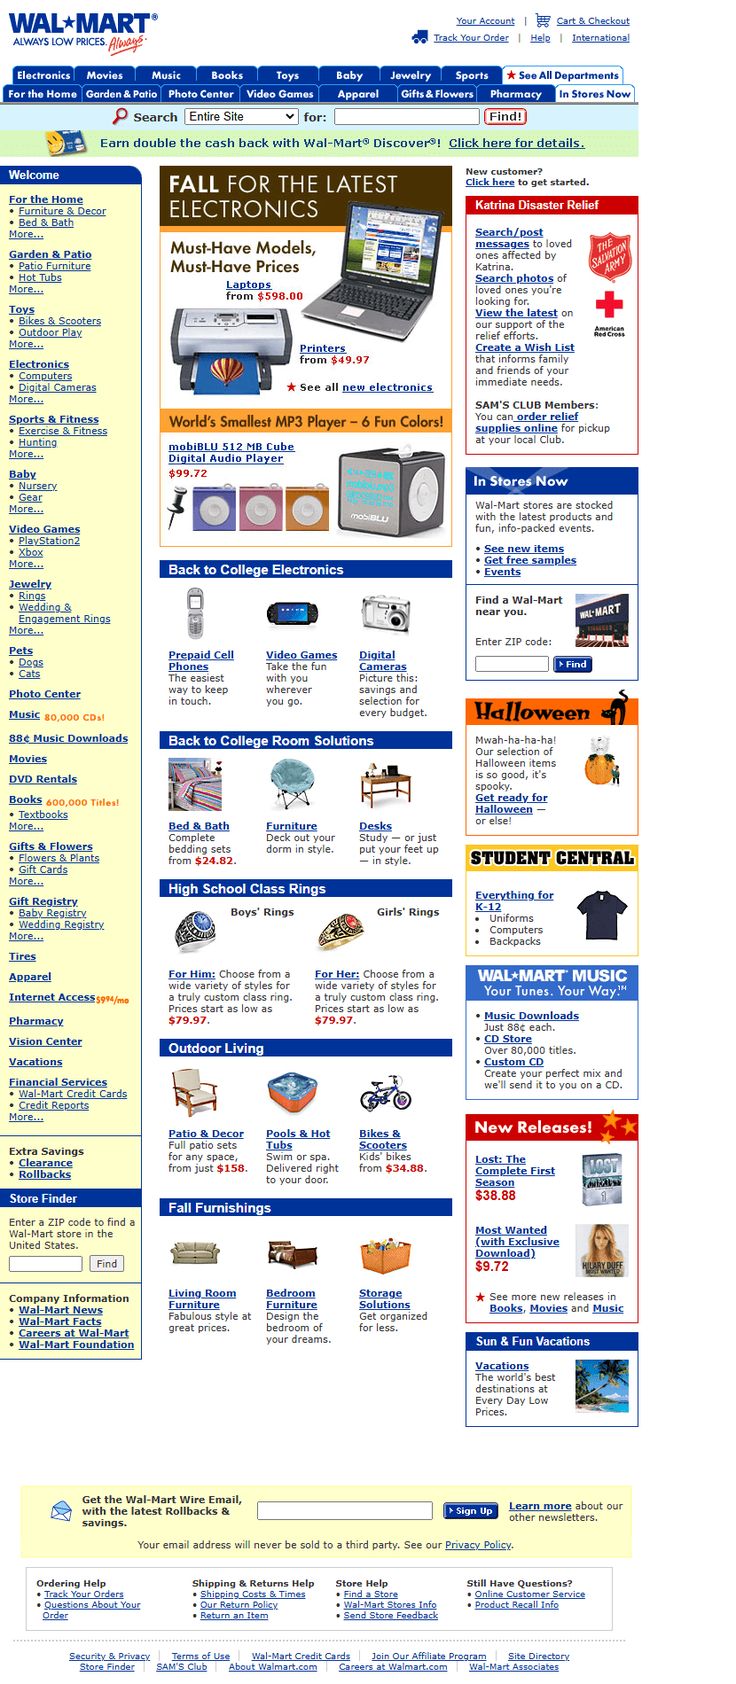 WAL★MART®
ALWAYS LOW PRICES. Always.
Your Account | Cart & Checkout
Track Your Order | Help | International
Electronics Movies Music Books Toys Baby Jewelry Sports ★ See All Departments
For the Home Garden & Patio Photo Center Video Games Apparel Gifts & Flowers Pharmacy In Stores Now
Search Entire Site for: Find!
Earn double the cash back with Wal-Mart® Discover®! Click here for details.
Welcome
For the Home
• Furniture & Decor
• Bed & Bath
More...
Garden & Patio
• Patio Furniture
• Hot Tubs
More...
Toys
• Bikes & Scooters
• Outdoor Play
More...
Electronics
• Computers
• Digital Cameras
More...
Sports & Fitness
• Exercise & Fitness
• Hunting
More...
Baby
• Nursery
• Gear
More...
Video Games
• PlayStation2
• Xbox
More...
Jewelry
• Rings
• Wedding &
Engagement Rings
More...
Pets
• Dogs
• Cats
Photo Center
Music 80,000 CDs!
88¢ Music Downloads
Movies
DVD Rentals
Books 600,000 Titles!
• Textbooks
More...
Gifts & Flowers
• Flowers & Plants
• Gift Cards
More...
Gift Registry
• Baby Registry
• Wedding Registry
More...
Tires
Apparel
Internet Access $9⁹⁴/mo
Pharmacy
Vision Center
Vacations
Financial Services
• Wal-Mart Credit Cards
• Credit Reports
More...
Extra Savings
• Clearance
• Rollbacks
Store Finder
Enter a ZIP code to find a
Wal-Mart store in the
United States.
Find
Company Information
• Wal-Mart News
• Wal-Mart Facts
• Careers at Wal-Mart
• Wal-Mart Foundation
FALL FOR THE LATEST
ELECTRONICS
Must-Have Models,
Must-Have Prices
Laptops
from $598.00
Printers
from $49.97
★ See all new electronics
World's Smallest MP3 Player – 6 Fun Colors!
mobiBLU 512 MB Cube
Digital Audio Player
$99.72
mobiBLU
Back to College Electronics
Prepaid Cell
Phones
The easiest
way to keep
in touch.
Video Games
Take the fun
with you
wherever
you go.
Digital
Cameras
Picture this:
savings and
selection for
every budget.
Back to College Room Solutions
Bed & Bath
Complete
bedding sets
from $24.82.
Furniture
Deck out your
dorm in style.
Desks
Study — or just
put your feet up
— in style.
High School Class Rings
Boys' Rings
Girls' Rings
For Him: Choose from a
wide variety of styles for
a truly custom class ring.
Prices start as low as
$79.97.
For Her: Choose from a
wide variety of styles for
a truly custom class ring.
Prices start as low as
$79.97.
Outdoor Living
Patio & Decor
Full patio sets
for any space,
from just $158.
Pools & Hot
Tubs
Swim or spa.
Delivered right
to your door.
Bikes &
Scooters
Kids' bikes
from $34.88.
Fall Furnishings
Living Room
Furniture
Fabulous style at
great prices.
Bedroom
Furniture
Design the
bedroom of
your dreams.
Storage
Solutions
Get organized
for less.
New customer?
Click here to get started.
Katrina Disaster Relief
Search/post
messages to loved
ones affected by
Katrina.
Search photos of
loved ones you're
looking for.
View the latest on
our support of the
relief efforts.
Create a Wish List
that informs family
and friends of your
immediate needs.
THE
SALVATION
ARMY
American
Red Cross
SAM'S CLUB Members:
You can order relief
supplies online for pickup
at your local Club.
In Stores Now
Wal-Mart stores are stocked
with the latest products and
fun, info-packed events.
• See new items
• Get free samples
• Events
Find a Wal-Mart
near you.
WAL★MART
Enter ZIP code:
Find
Halloween
Mwah-ha-ha-ha!
Our selection of
Halloween items
is so good, it's
spooky.
Get ready for
Halloween —
or else!
STUDENT CENTRAL
Everything for
K-12
• Uniforms
• Computers
• Backpacks
WAL★MART MUSIC
Your Tunes. Your Way.℠
• Music Downloads
Just 88¢ each.
• CD Store
Over 80,000 titles.
• Custom CD
Create your perfect mix and
we'll send it to you on a CD.
New Releases!
Lost: The
Complete First
Season
$38.88
LOST
1
Most Wanted
(with Exclusive
Download)
$9.72
HILARY DUFF
MOST WANTED
★ See more new releases in
Books, Movies and Music
Sun & Fun Vacations
Vacations
The world's best
destinations at
Every Day Low
Prices.
Get the Wal-Mart Wire Email,
with the latest Rollbacks &
savings.
Sign Up
Learn more about our
other newsletters.
Your email address will never be sold to a third party. See our Privacy Policy.
Ordering Help
• Track Your Orders
• Questions About Your
Order
Shipping & Returns Help
• Shipping Costs & Times
• Our Return Policy
• Return an Item
Store Help
• Find a Store
• Wal-Mart Stores Info
• Send Store Feedback
Still Have Questions?
• Online Customer Service
• Product Recall Info
Security & Privacy | Terms of Use | Wal-Mart Credit Cards | Join Our Affiliate Program | Site Directory
Store Finder | SAM'S Club | About Walmart.com | Careers at Walmart.com | Wal-Mart Associates